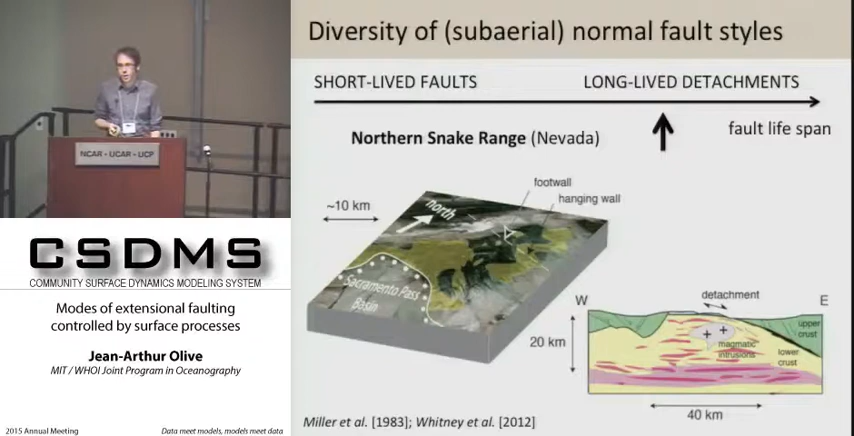 NCAR • UCAR • UCP
CSDMS
COMMUNITY SURFACE DYNAMICS MODELING SYSTEM
Modes of extensional faulting
controlled by surface processes
Jean-Arthur Olive
MIT / WHOI Joint Program in Oceanography
2015 Annual Meeting
Data meet models, models meet data
Diversity of (subaerial) normal fault styles
SHORT-LIVED FAULTS
LONG-LIVED DETACHMENTS
fault life span
Northern Snake Range (Nevada)
footwall
hanging wall
~10 km
north
Sacramento Pass
Basin
W
detachment
E
20 km
upper
crust
magmatic
intrusions
lower
crust
40 km
Miller et al. [1983]; Whitney et al. [2012]